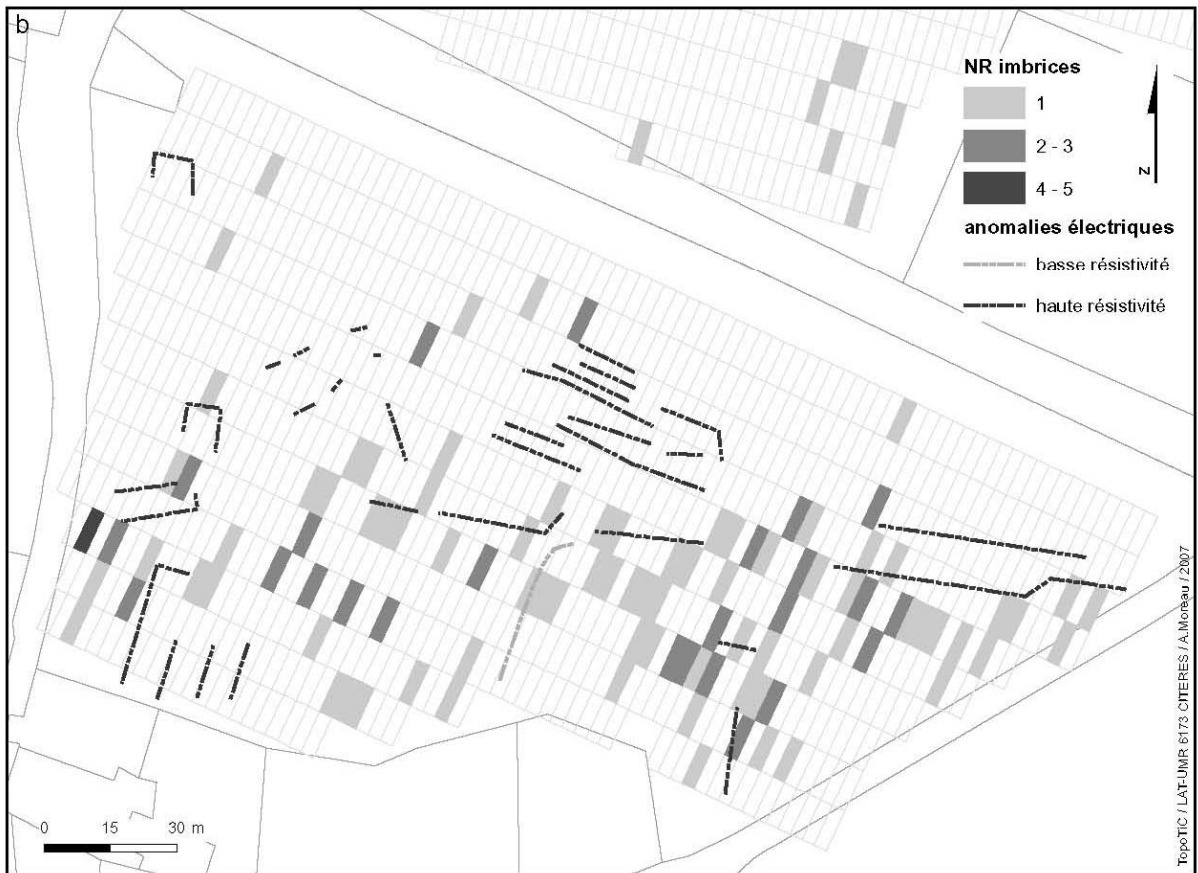 b
NR imbrices
1
2 - 3
4 - 5
anomalies électriques
basse résistivité
haute résistivité
N
0 15 30 m
TopoTiC / LAT-UMR 6173 CITERES / A.Moreau / 2007